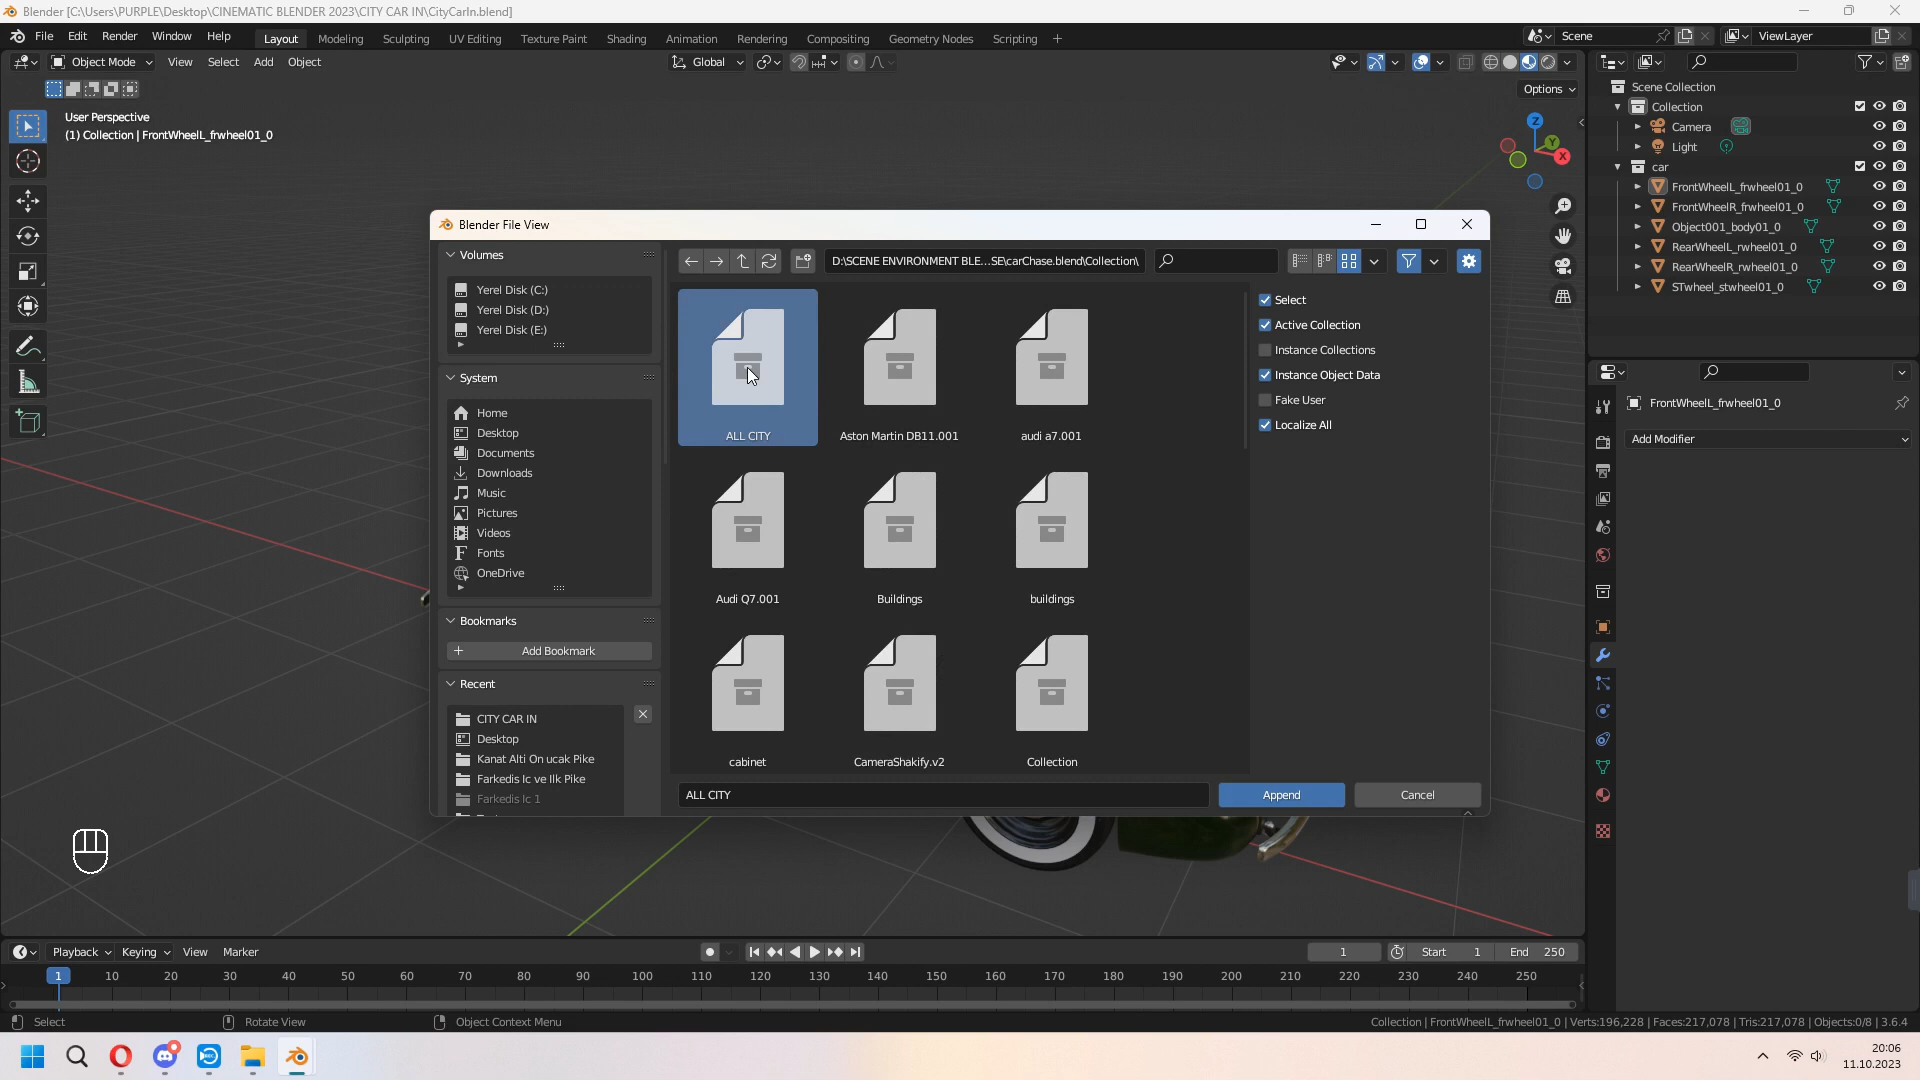 Blender [C:\Users\PURPLE\Desktop\CINEMATIC BLENDER 2023\CITY CAR IN\CityCarIn.blend]
File Edit Render Window Help Layout Modeling Sculpting UV Editing Texture Paint Shading Animation Rendering Compositing Geometry Nodes Scripting + Scene ViewLayer
Object Mode View Select Add Object Global
Options
User Perspective
(1) Collection | FrontWheelL_frwheel01_0
Z
Y
X
Scene Collection
Collection
Camera
Light
car
FrontWheelL_frwheel01_0
FrontWheelR_frwheel01_0
Object001_body01_0
RearWheelL_rwheel01_0
RearWheelR_rwheel01_0
STwheel_stwheel01_0
FrontWheelL_frwheel01_0
Add Modifier
Blender File View
Volumes
Yerel Disk (C:)
Yerel Disk (D:)
Yerel Disk (E:)
System
Home
Desktop
Documents
Downloads
Music
Pictures
Videos
Fonts
OneDrive
Bookmarks
Add Bookmark
Recent
CITY CAR IN
Desktop
Kanat Alti On ucak Pike
Farkedis Ic ve Ilk Pike
Farkedis Ic 1
D:\SCENE ENVIRONMENT BLE...SE\carChase.blend\Collection\
ALL CITY Aston Martin DB11.001 audi a7.001
Audi Q7.001 Buildings buildings
cabinet CameraShakify.v2 Collection
Select
Active Collection
Instance Collections
Instance Object Data
Fake User
Localize All
ALL CITY Append Cancel
Playback Keying View Marker 1 Start 1 End 250
1 10 20 30 40 50 60 70 80 90 100 110 120 130 140 150 160 170 180 190 200 210 220 230 240 250
Select Rotate View Object Context Menu Collection | FrontWheelL_frwheel01_0 | Verts:196,228 | Faces:217,078 | Tris:217,078 | Objects:0/8 | 3.6.4
20:06
11.10.2023